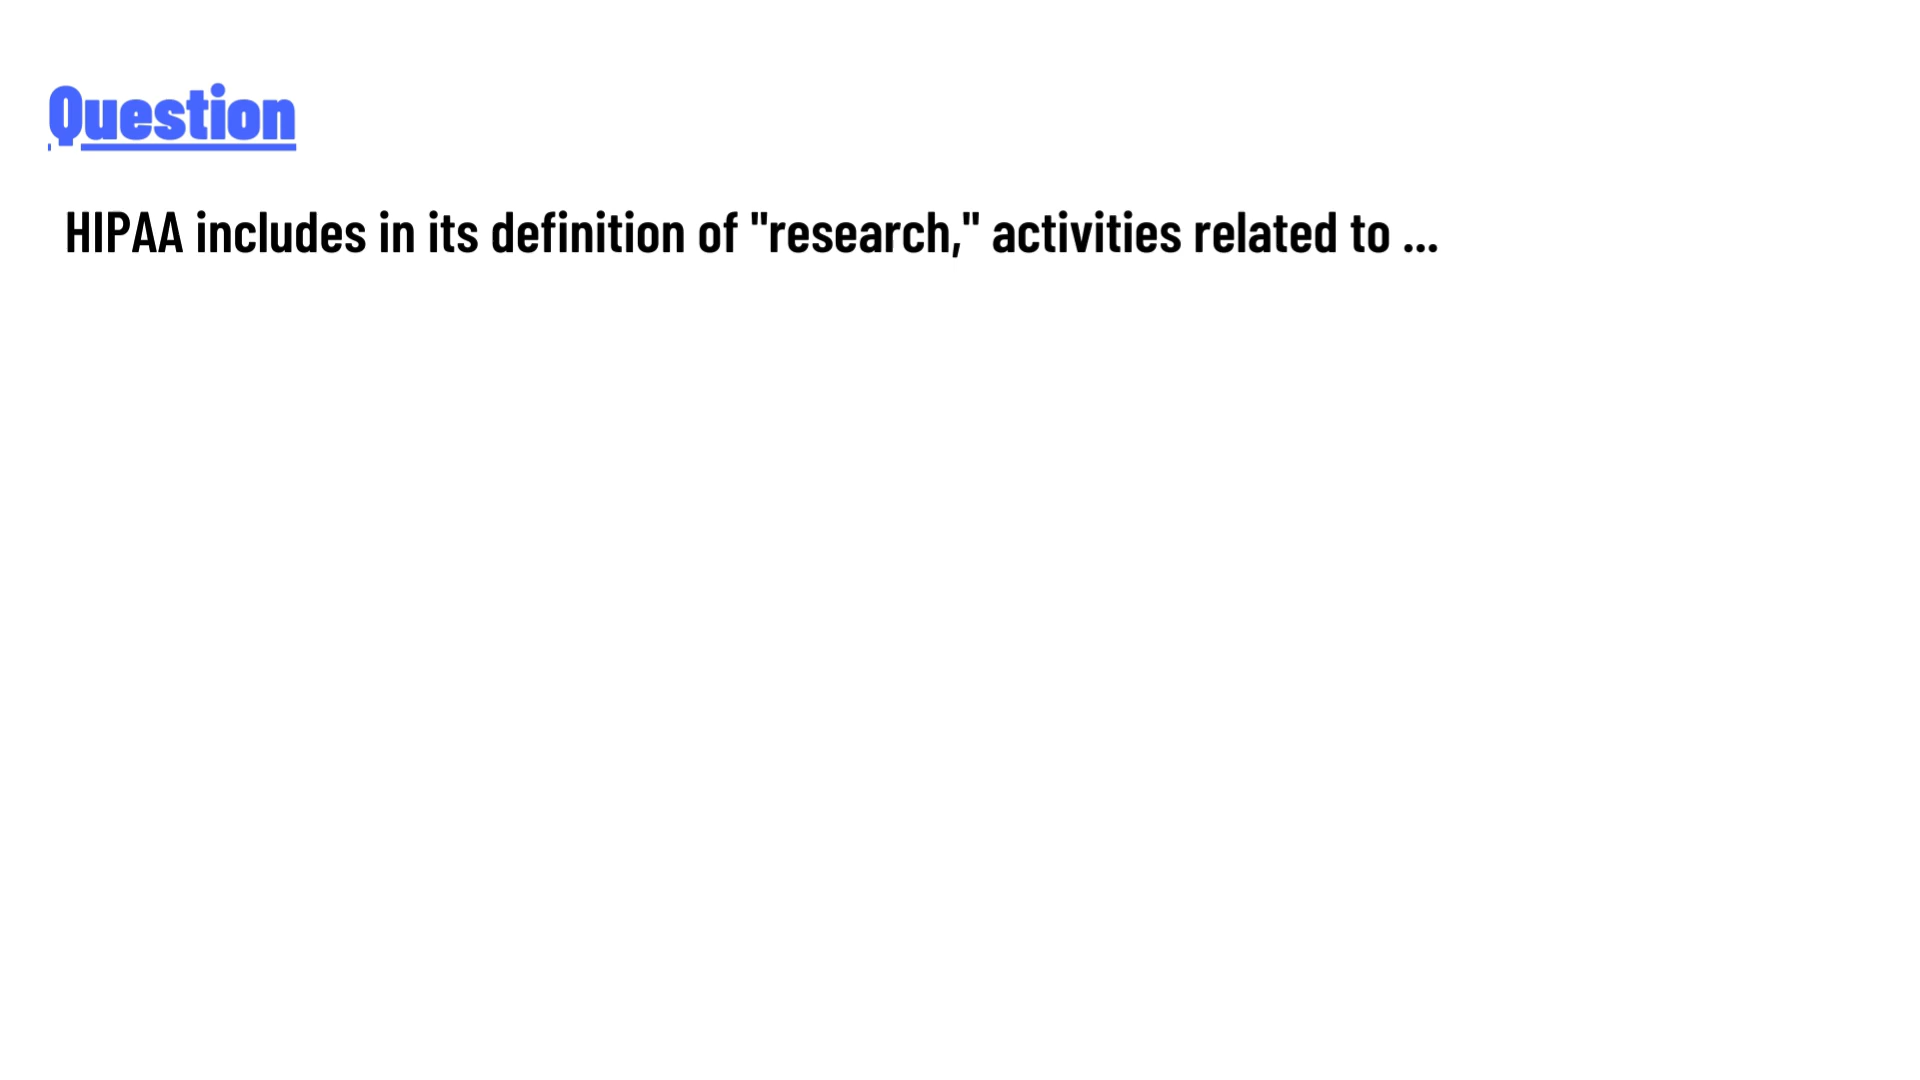 Question
HIPAA includes in its definition of "research," activities related to ...